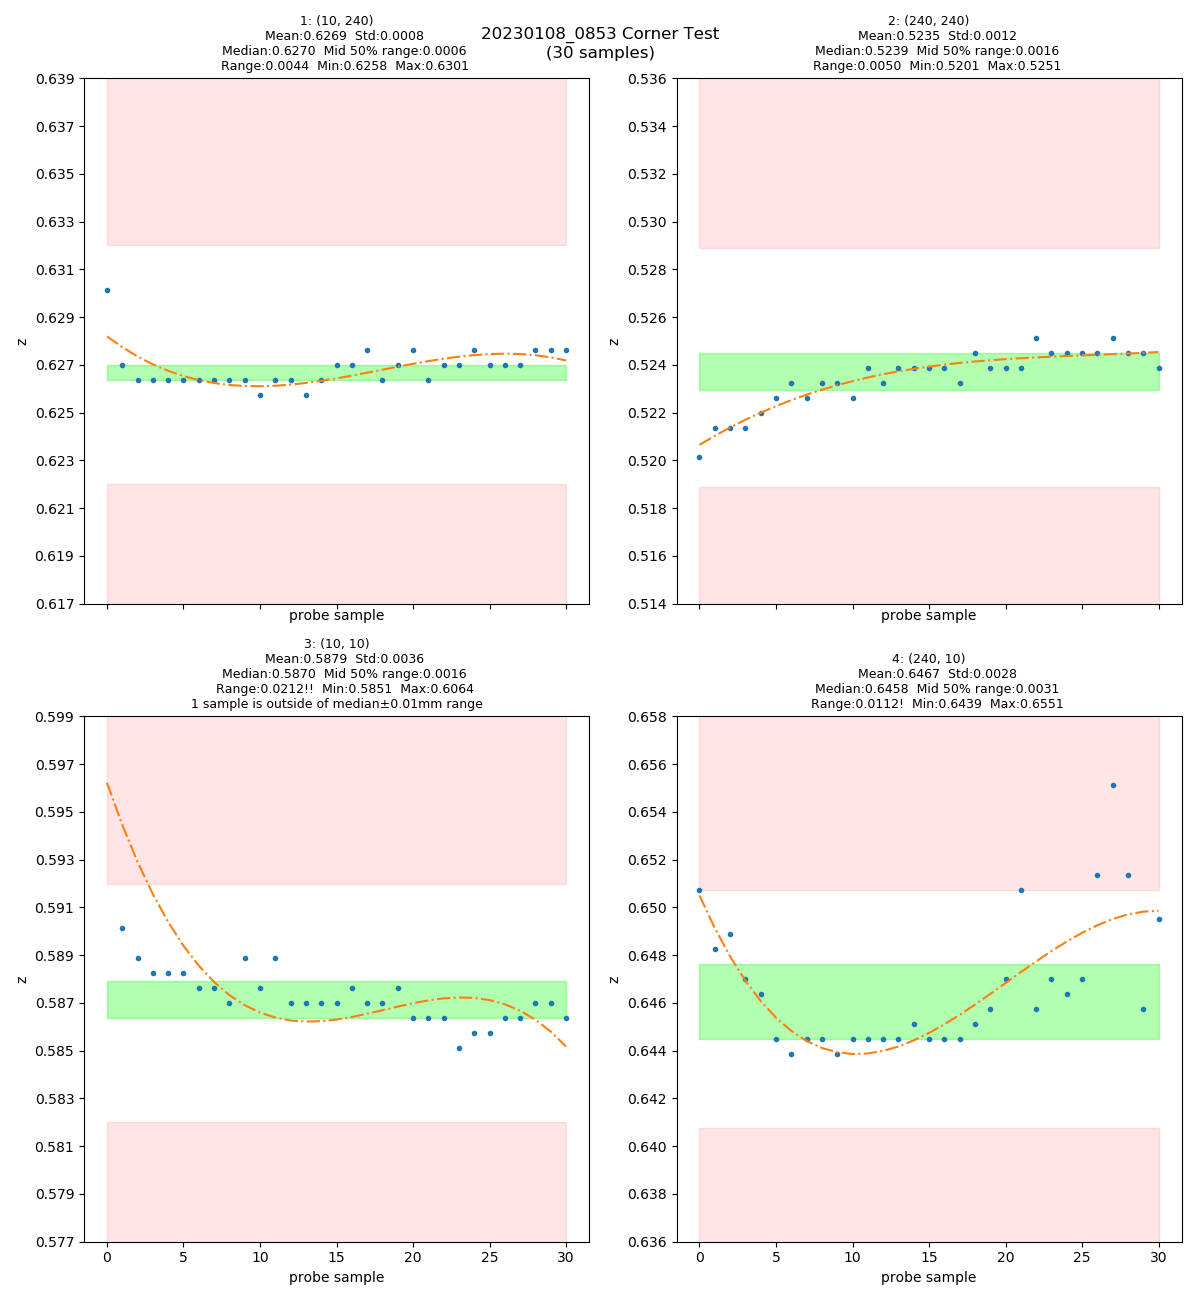 20230108_0853 Corner Test
(30 samples)
1: (10, 240)
Mean:0.6269 Std:0.0008
Median:0.6270 Mid 50% range:0.0006
Range:0.0044 Min:0.6258 Max:0.6301
0.639
0.637
0.635
0.633
0.631
0.629
0.627
0.625
0.623
0.621
0.619
0.617
z
probe sample
2: (240, 240)
Mean:0.5235 Std:0.0012
Median:0.5239 Mid 50% range:0.0016
Range:0.0050 Min:0.5201 Max:0.5251
0.536
0.534
0.532
0.530
0.528
0.526
0.524
0.522
0.520
0.518
0.516
0.514
z
probe sample
3: (10, 10)
Mean:0.5879 Std:0.0036
Median:0.5870 Mid 50% range:0.0016
Range:0.0212!! Min:0.5851 Max:0.6064
1 sample is outside of median±0.01mm range
0.599
0.597
0.595
0.593
0.591
0.589
0.587
0.585
0.583
0.581
0.579
0.577
z
0 5 10 15 20 25 30
probe sample
4: (240, 10)
Mean:0.6467 Std:0.0028
Median:0.6458 Mid 50% range:0.0031
Range:0.0112! Min:0.6439 Max:0.6551
0.658
0.656
0.654
0.652
0.650
0.648
0.646
0.644
0.642
0.640
0.638
0.636
z
0 5 10 15 20 25 30
probe sample